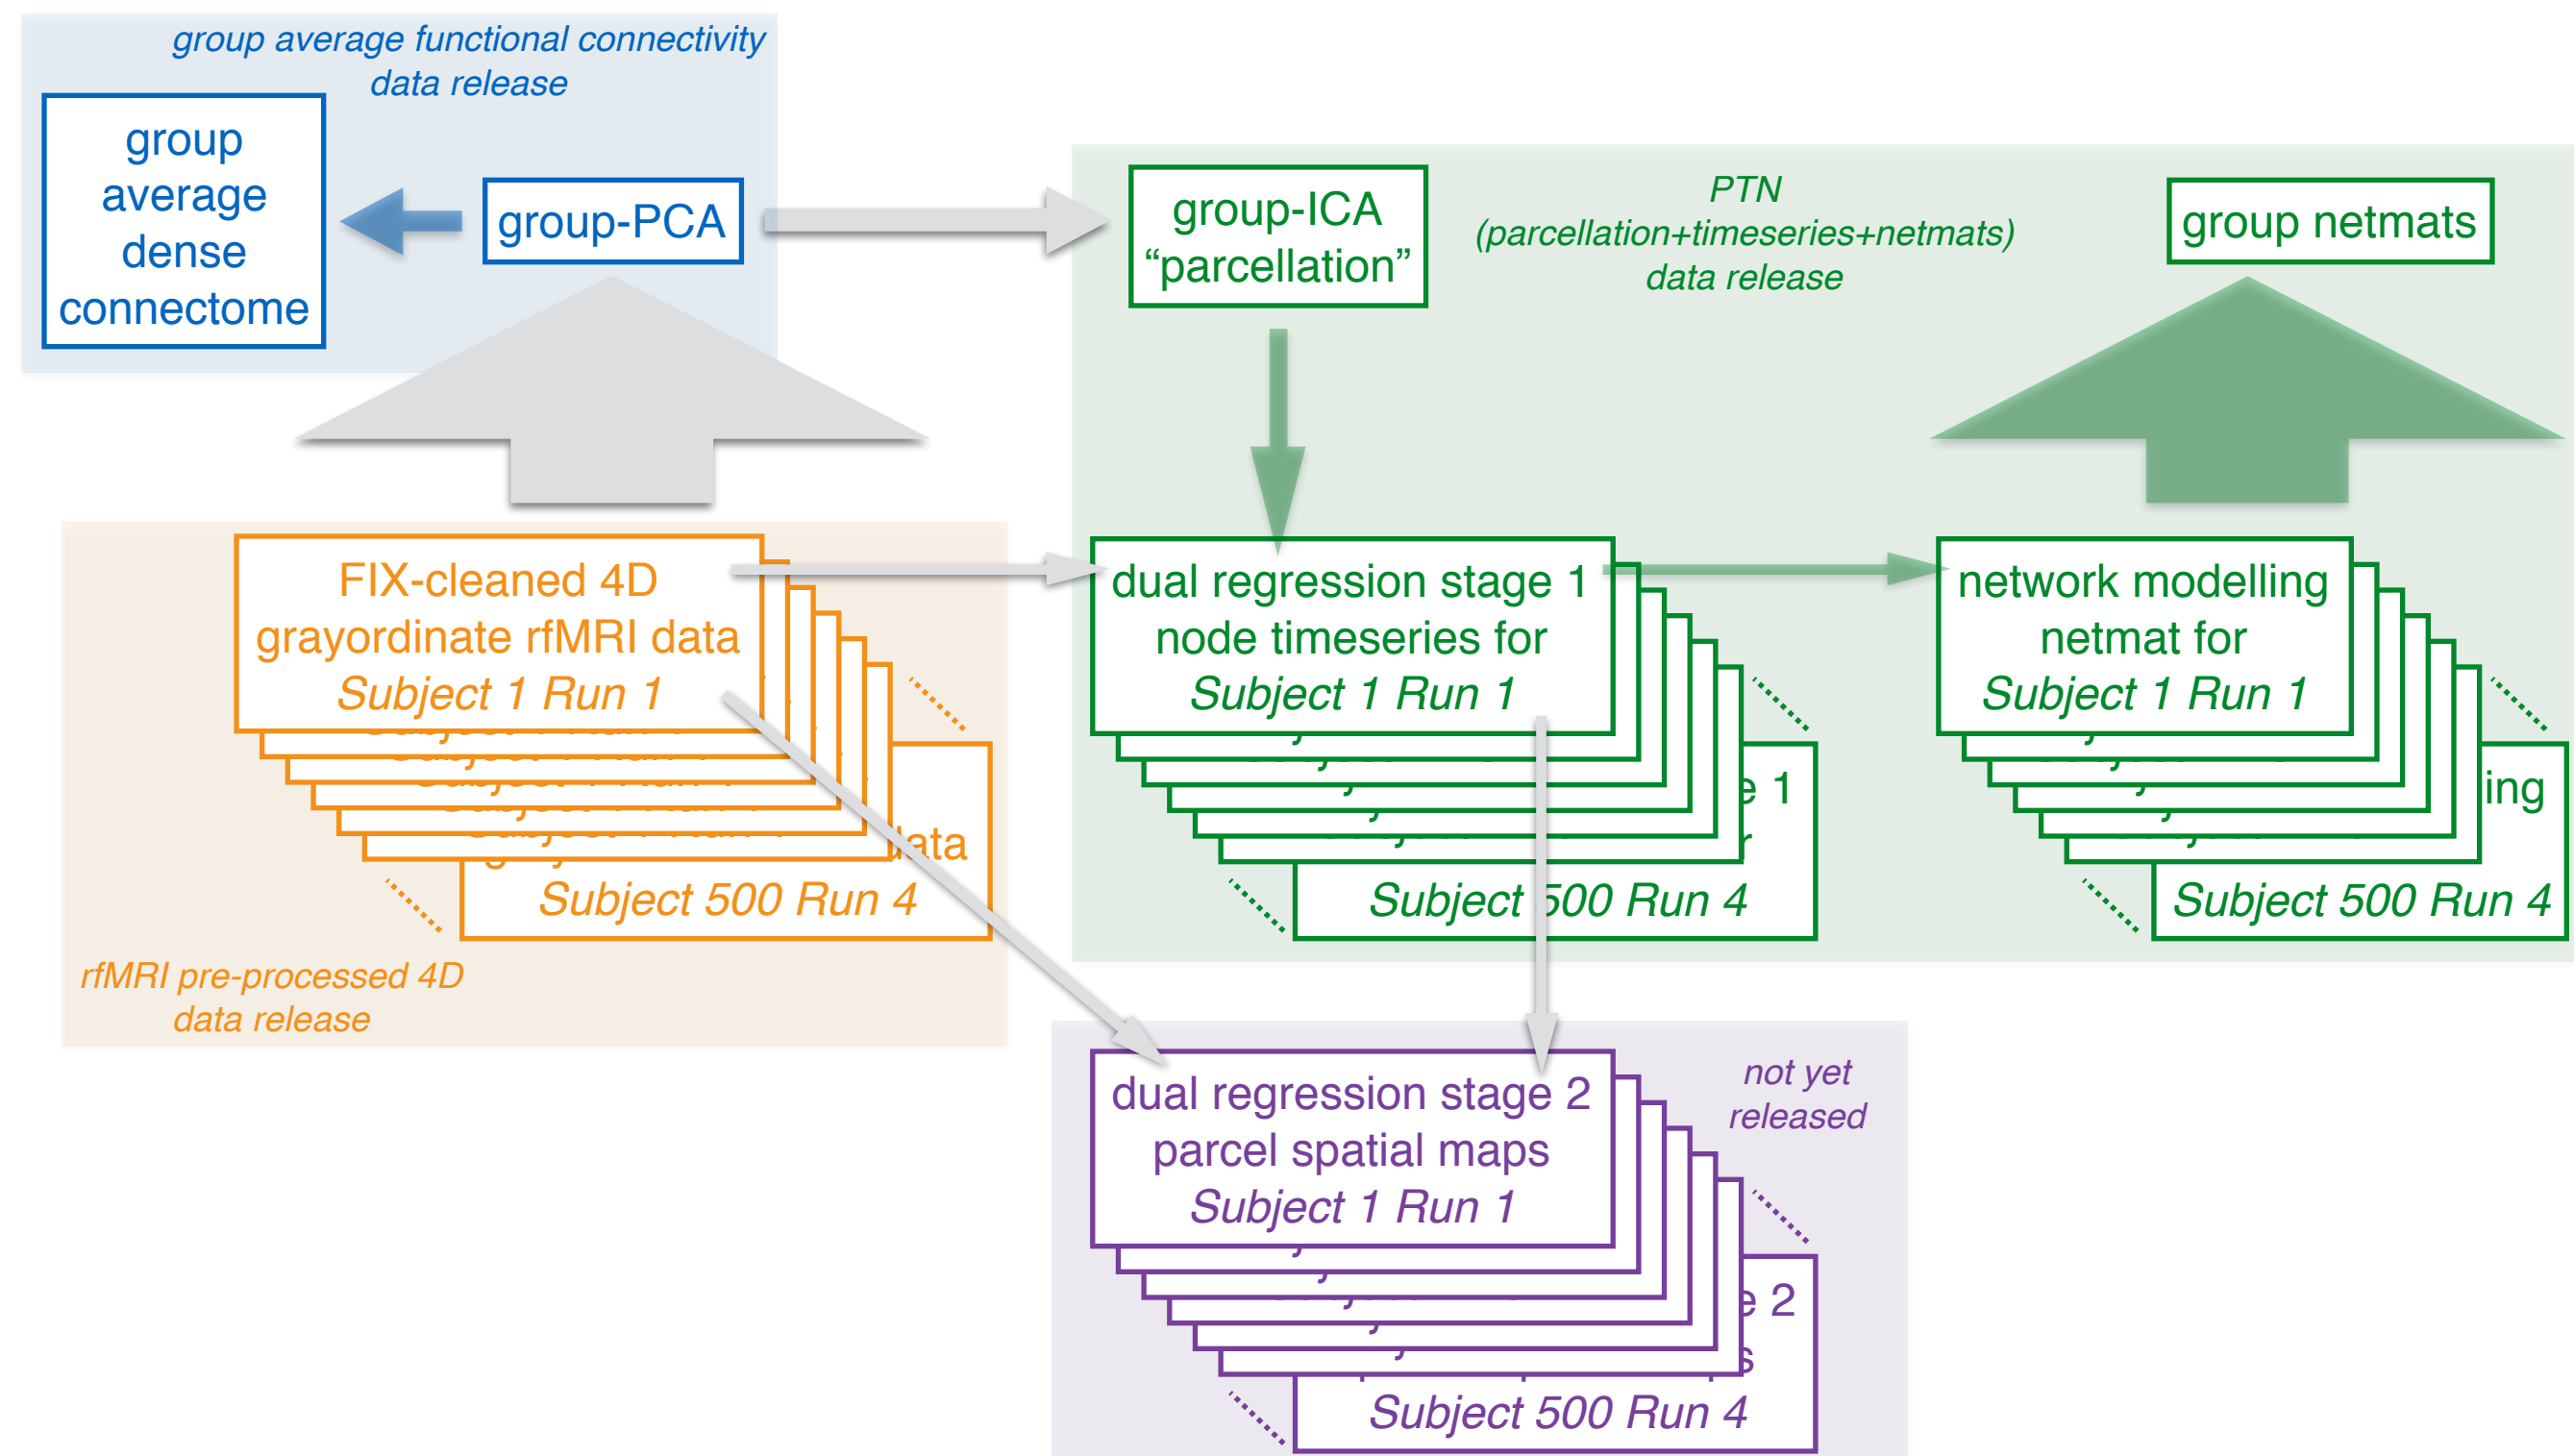 group average functional connectivity
data release
group
average
dense
connectome
group-PCA
group-ICA
“parcellation”
PTN
(parcellation+timeseries+netmats)
data release
group netmats
FIX-cleaned 4D
grayordinate rfMRI data
Subject 1 Run 1
data
Subject 500 Run 4
rfMRI pre-processed 4D
data release
dual regression stage 1
node timeseries for
Subject 1 Run 1
1
Subject 500 Run 4
network modelling
netmat for
Subject 1 Run 1
ing
Subject 500 Run 4
dual regression stage 2
parcel spatial maps
Subject 1 Run 1
2
Subject 500 Run 4
not yet
released